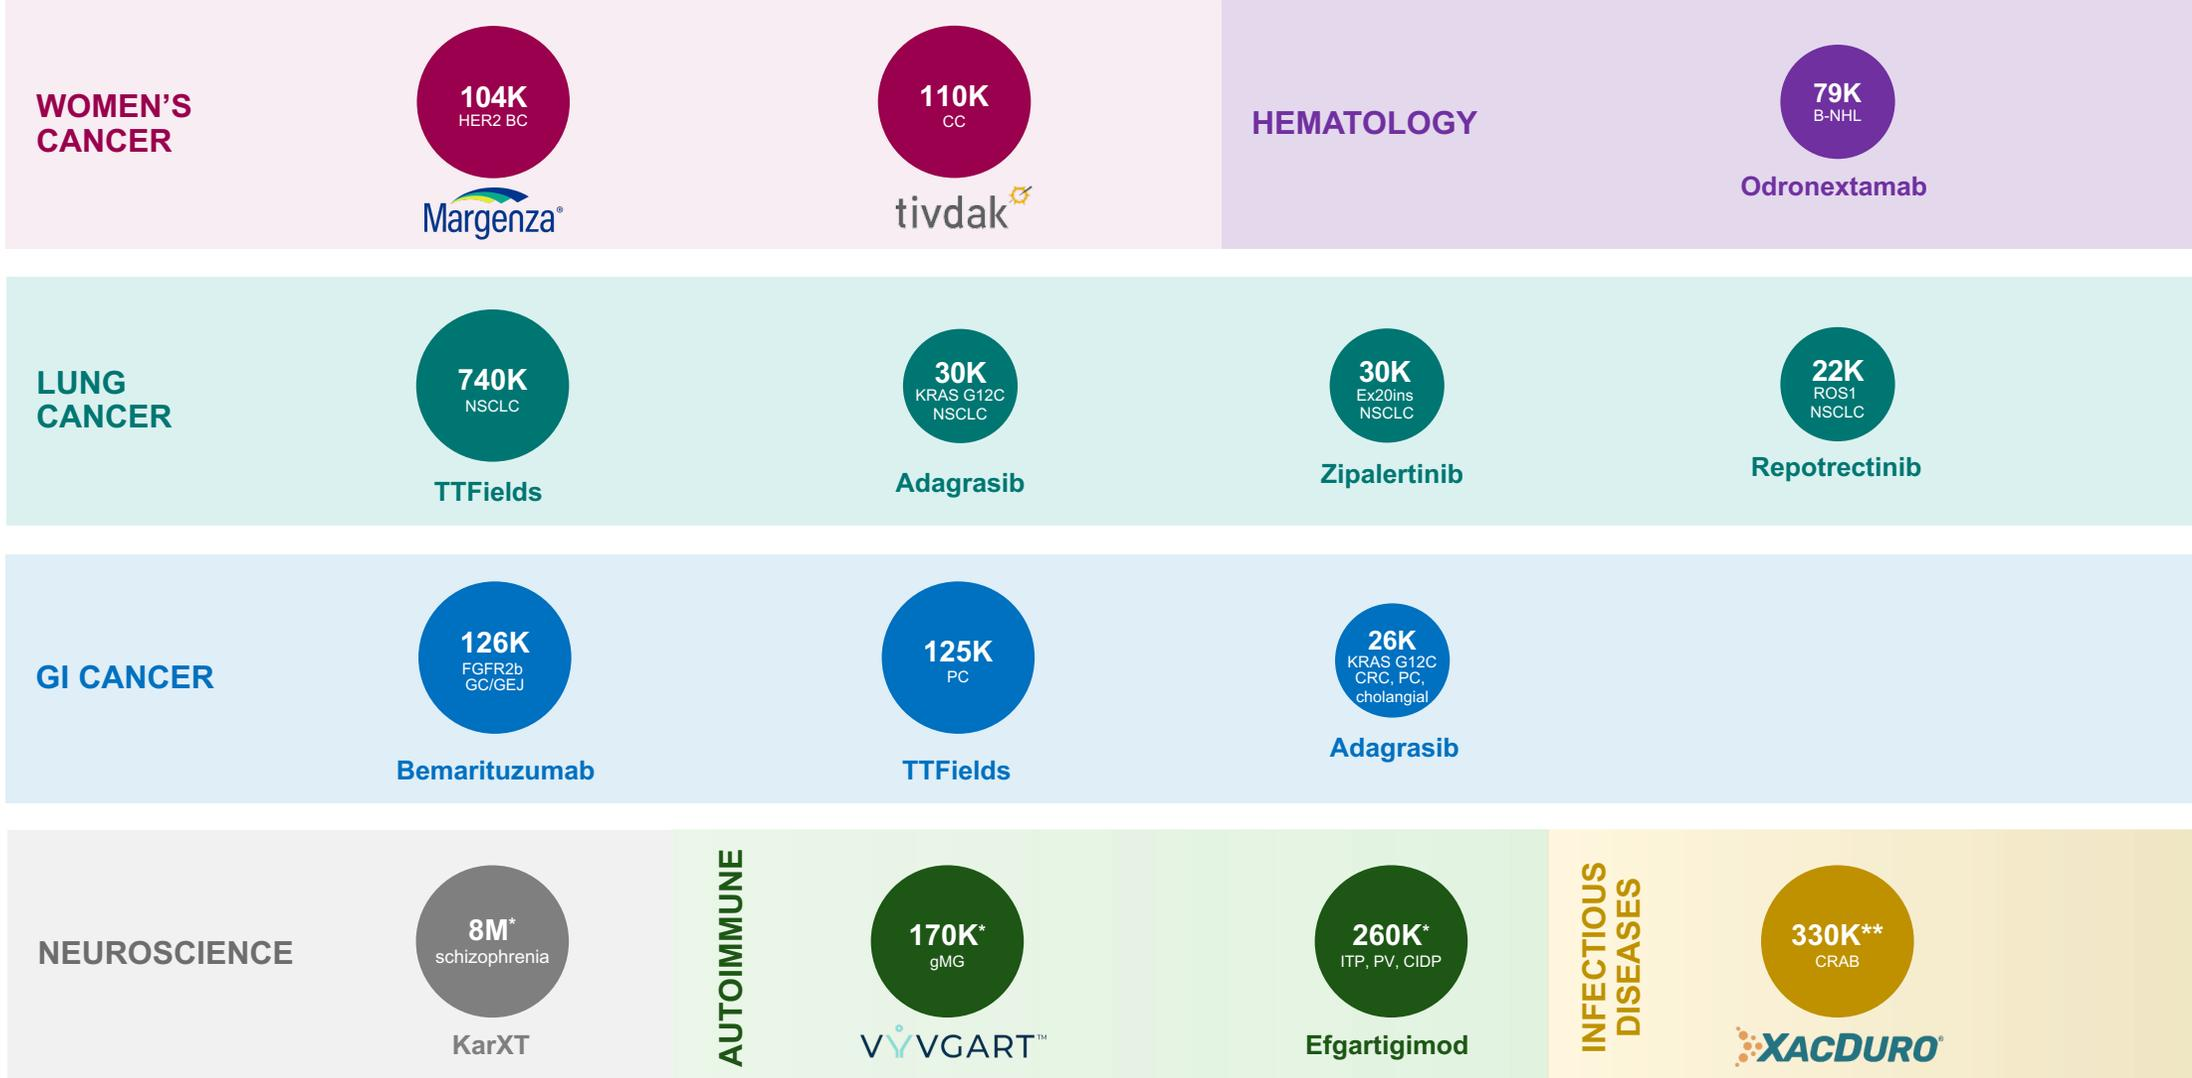 WOMEN’S
CANCER
104K
HER2 BC
Margenza®
110K
CC
tivdak
HEMATOLOGY
79K
B-NHL
Odronextamab
LUNG
CANCER
740K
NSCLC
TTFields
30K
KRAS G12C
NSCLC
Adagrasib
30K
Ex20ins
NSCLC
Zipalertinib
22K
ROS1
NSCLC
Repotrectinib
GI CANCER
126K
FGFR2b
GC/GEJ
Bemarituzumab
125K
PC
TTFields
26K
KRAS G12C
CRC, PC,
cholangial
Adagrasib
NEUROSCIENCE
8M*
schizophrenia
KarXT
AUTOIMMUNE
170K*
gMG
VYVGART™
260K*
ITP, PV, CIDP
Efgartigimod
INFECTIOUS
DISEASES
330K**
CRAB
XACDURO®